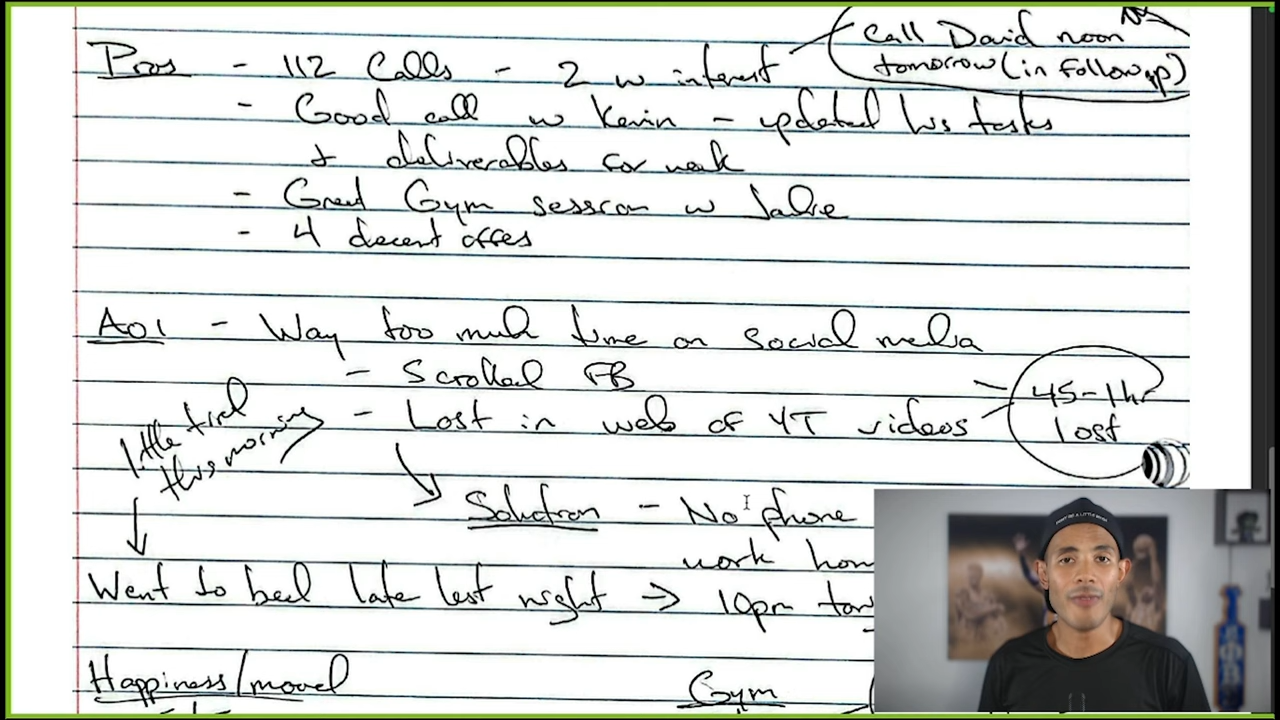 Call David noon
Pros - 112 Calls - 2 w interest
tomorrow (in follow up)
- Good call w Kevin - updated his tasks
+ deliverables for week
- Great Gym session w
- 4 decent offes
AOI - Way too much time on social media
- Scrolled FB
45-1hr
lost
- Lost in web of YT videos
little tired
this morning
Solution - No phone
work
Went to bed late last night → 10pm
Happiness/mood
Gym